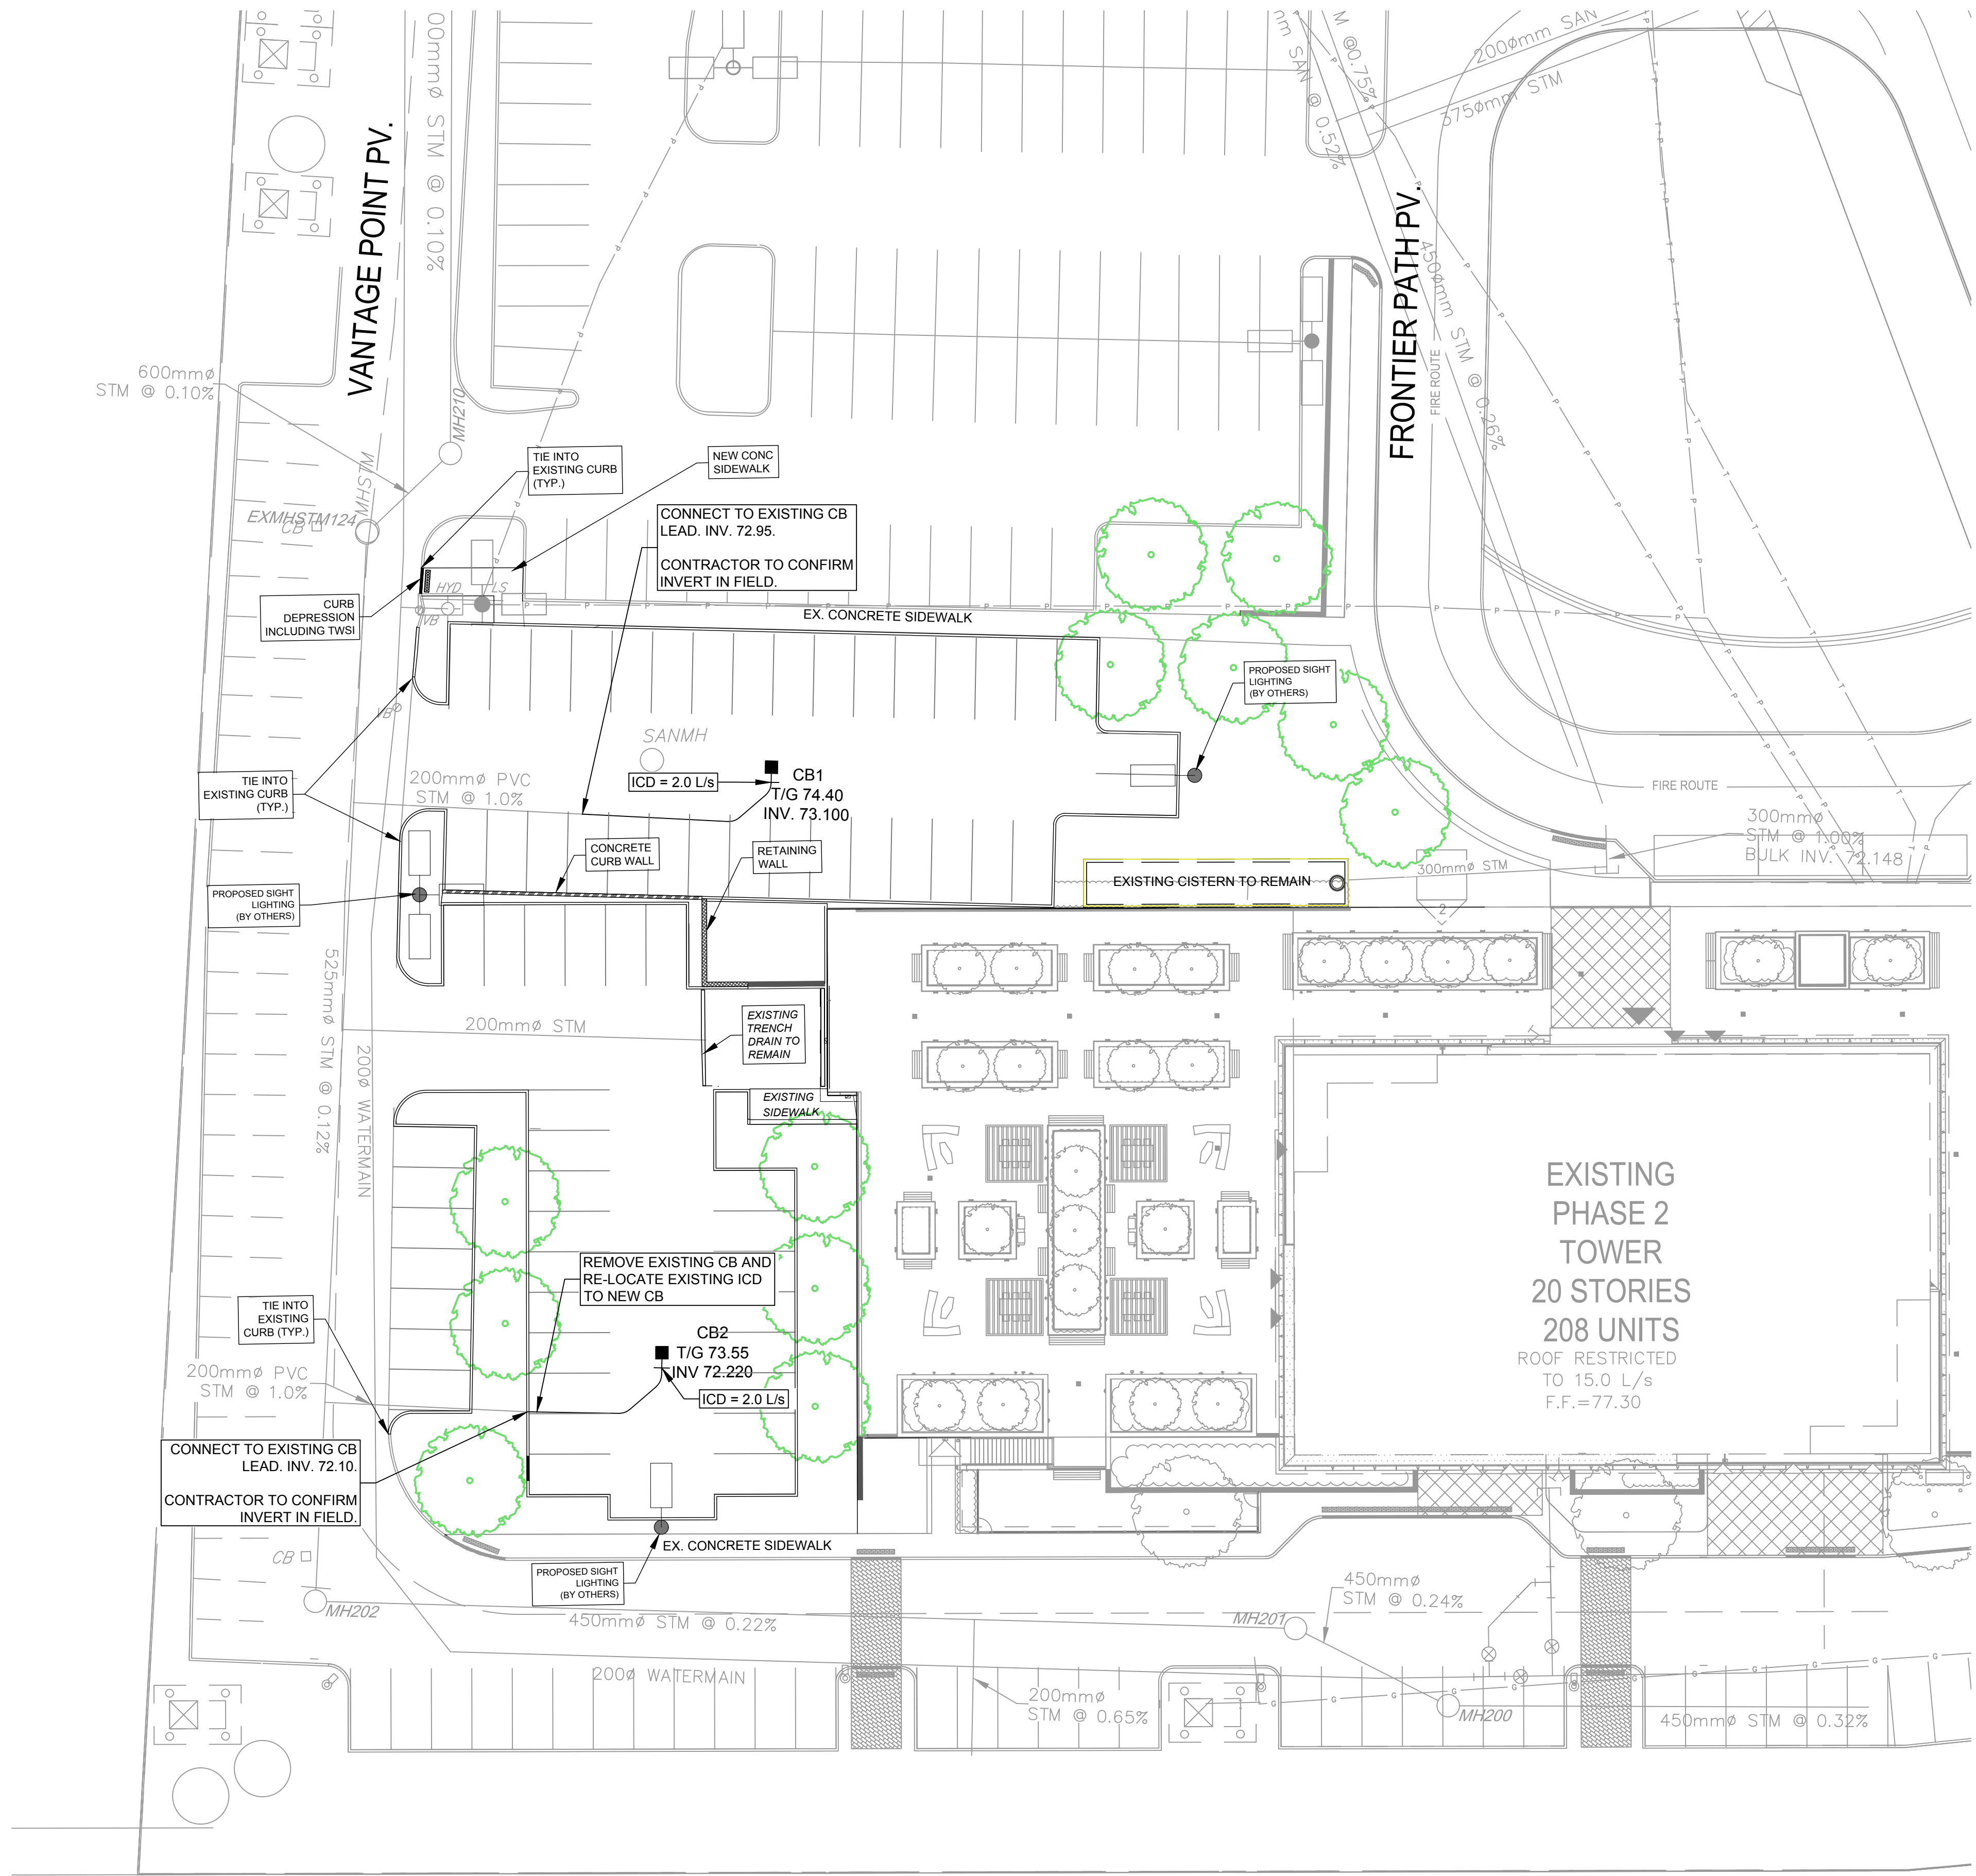 00mmø STM @ 0.10%
VANTAGE POINT PV.
mm SAN @ 0.52%
M @0.75%
200ømm SAN
375ømm STM
FRONTIER PATH PV.
450ømm STM @ 0.26%
FIRE ROUTE
600mmø
STM @ 0.10%
MH210
MHSTM
EXMHSTM124
CB
TIE INTO
EXISTING CURB
(TYP.)
NEW CONC
SIDEWALK
CONNECT TO EXISTING CB
LEAD. INV. 72.95.
CONTRACTOR TO CONFIRM
INVERT IN FIELD.
CURB
DEPRESSION
INCLUDING TWSI
HYD
LS
VB
EX. CONCRETE SIDEWALK
PROPOSED SIGHT
LIGHTING
(BY OTHERS)
VB
SANMH
ICD = 2.0 L/s
CB1
T/G 74.40
INV. 73.100
TIE INTO
EXISTING CURB
(TYP.)
200mmø PVC
STM @ 1.0%
FIRE ROUTE
300mmø
STM @ 1.00%
BULK INV. 72.148
CONCRETE
CURB WALL
RETAINING
WALL
300mmø STM
EXISTING CISTERN TO REMAIN
2
PROPOSED SIGHT
LIGHTING
(BY OTHERS)
525mmø STM @ 0.12%
200ø WATERMAIN
200mmø STM
EXISTING
TRENCH
DRAIN TO
REMAIN
EXISTING
SIDEWALK
EXISTING
PHASE 2
TOWER
20 STORIES
208 UNITS
ROOF RESTRICTED
TO 15.0 L/s
F.F.=77.30
REMOVE EXISTING CB AND
RE-LOCATE EXISTING ICD
TO NEW CB
TIE INTO
EXISTING
CURB (TYP.)
CB2
T/G 73.55
INV 72.220
ICD = 2.0 L/s
200mmø PVC
STM @ 1.0%
CONNECT TO EXISTING CB
LEAD. INV. 72.10.
CONTRACTOR TO CONFIRM
INVERT IN FIELD.
EX. CONCRETE SIDEWALK
CB
PROPOSED SIGHT
LIGHTING
(BY OTHERS)
MH202
450mmø STM @ 0.22%
MH201
450mmø
STM @ 0.24%
200ø WATERMAIN
200mmø
STM @ 0.65%
MH200
450mmø STM @ 0.32%